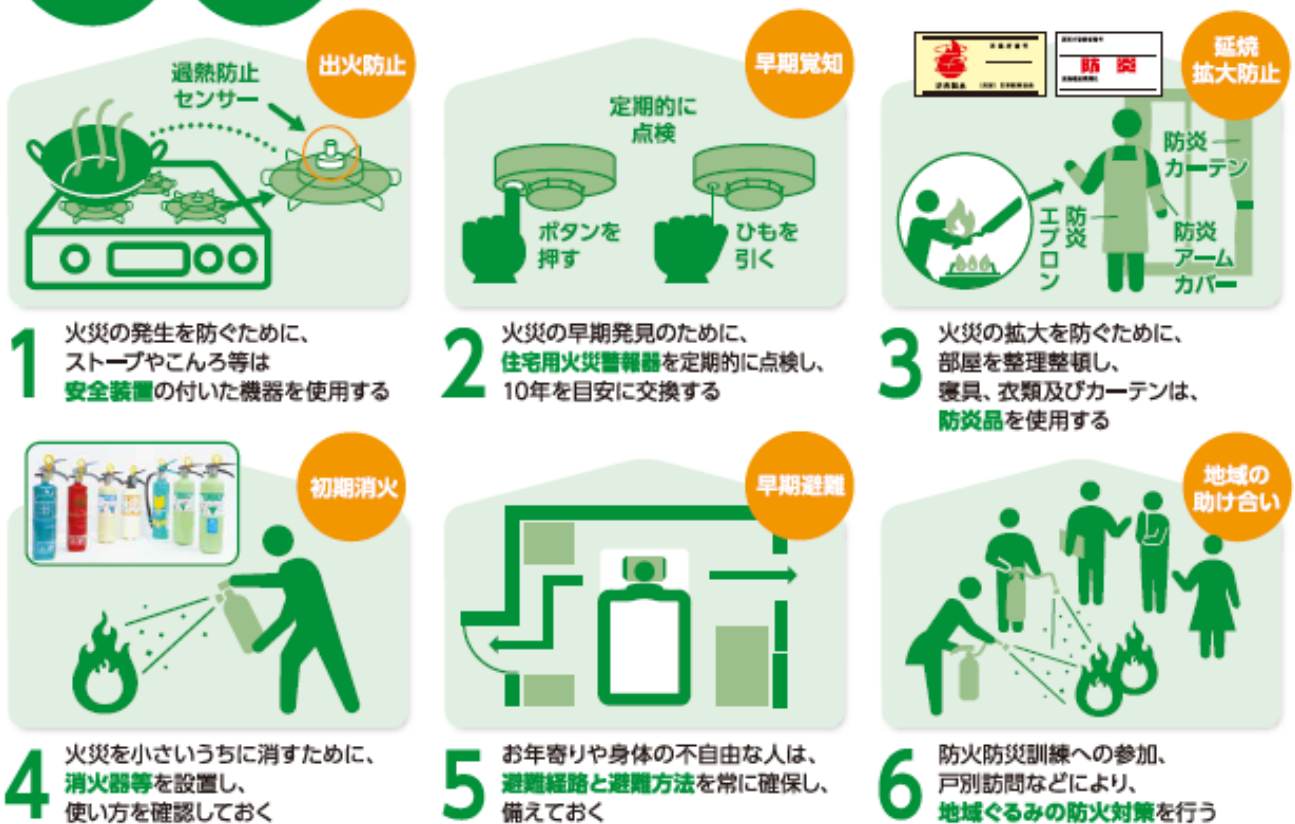 出火防止
過熱防止
センサー
1
火災の発生を防ぐために、
ストーブやこんろ等は
安全装置の付いた機器を使用する
早期覚知
定期的に
点検
ボタンを
押す
ひもを
引く
2
火災の早期発見のために、
住宅用火災警報器を定期的に点検し、
10年を目安に交換する
延焼
拡大防止
防炎
防炎
カーテン
防炎
エプロン
防炎
アーム
カバー
3
火災の拡大を防ぐために、
部屋を整理整頓し、
寝具、衣類及びカーテンは、
防炎品を使用する
初期消火
4
火災を小さいうちに消すために、
消火器等を設置し、
使い方を確認しておく
早期避難
5
お年寄りや身体の不自由な人は、
避難経路と避難方法を常に確保し、
備えておく
地域の
助け合い
6
防火防災訓練への参加、
戸別訪問などにより、
地域ぐるみの防火対策を行う